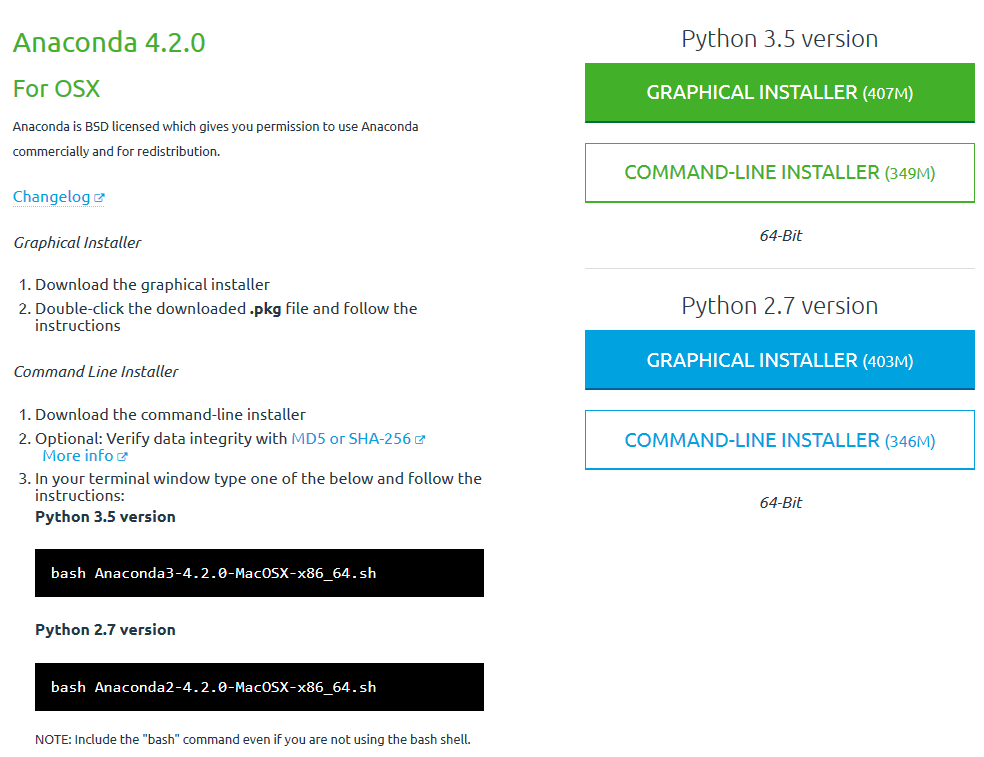 Anaconda 4.2.0
For OSX
Anaconda is BSD licensed which gives you permission to use Anaconda
commercially and for redistribution.
Changelog
Graphical Installer
1. Download the graphical installer
2. Double-click the downloaded .pkg file and follow the
instructions
Command Line Installer
1. Download the command-line installer
2. Optional: Verify data integrity with MD5 or SHA-256
More info
3. In your terminal window type one of the below and follow the
instructions:
Python 3.5 version
bash Anaconda3-4.2.0-MacOSX-x86_64.sh
Python 2.7 version
bash Anaconda2-4.2.0-MacOSX-x86_64.sh
NOTE: Include the "bash" command even if you are not using the bash shell.
Python 3.5 version
GRAPHICAL INSTALLER (407M)
COMMAND-LINE INSTALLER (349M)
64-Bit
Python 2.7 version
GRAPHICAL INSTALLER (403M)
COMMAND-LINE INSTALLER (346M)
64-Bit